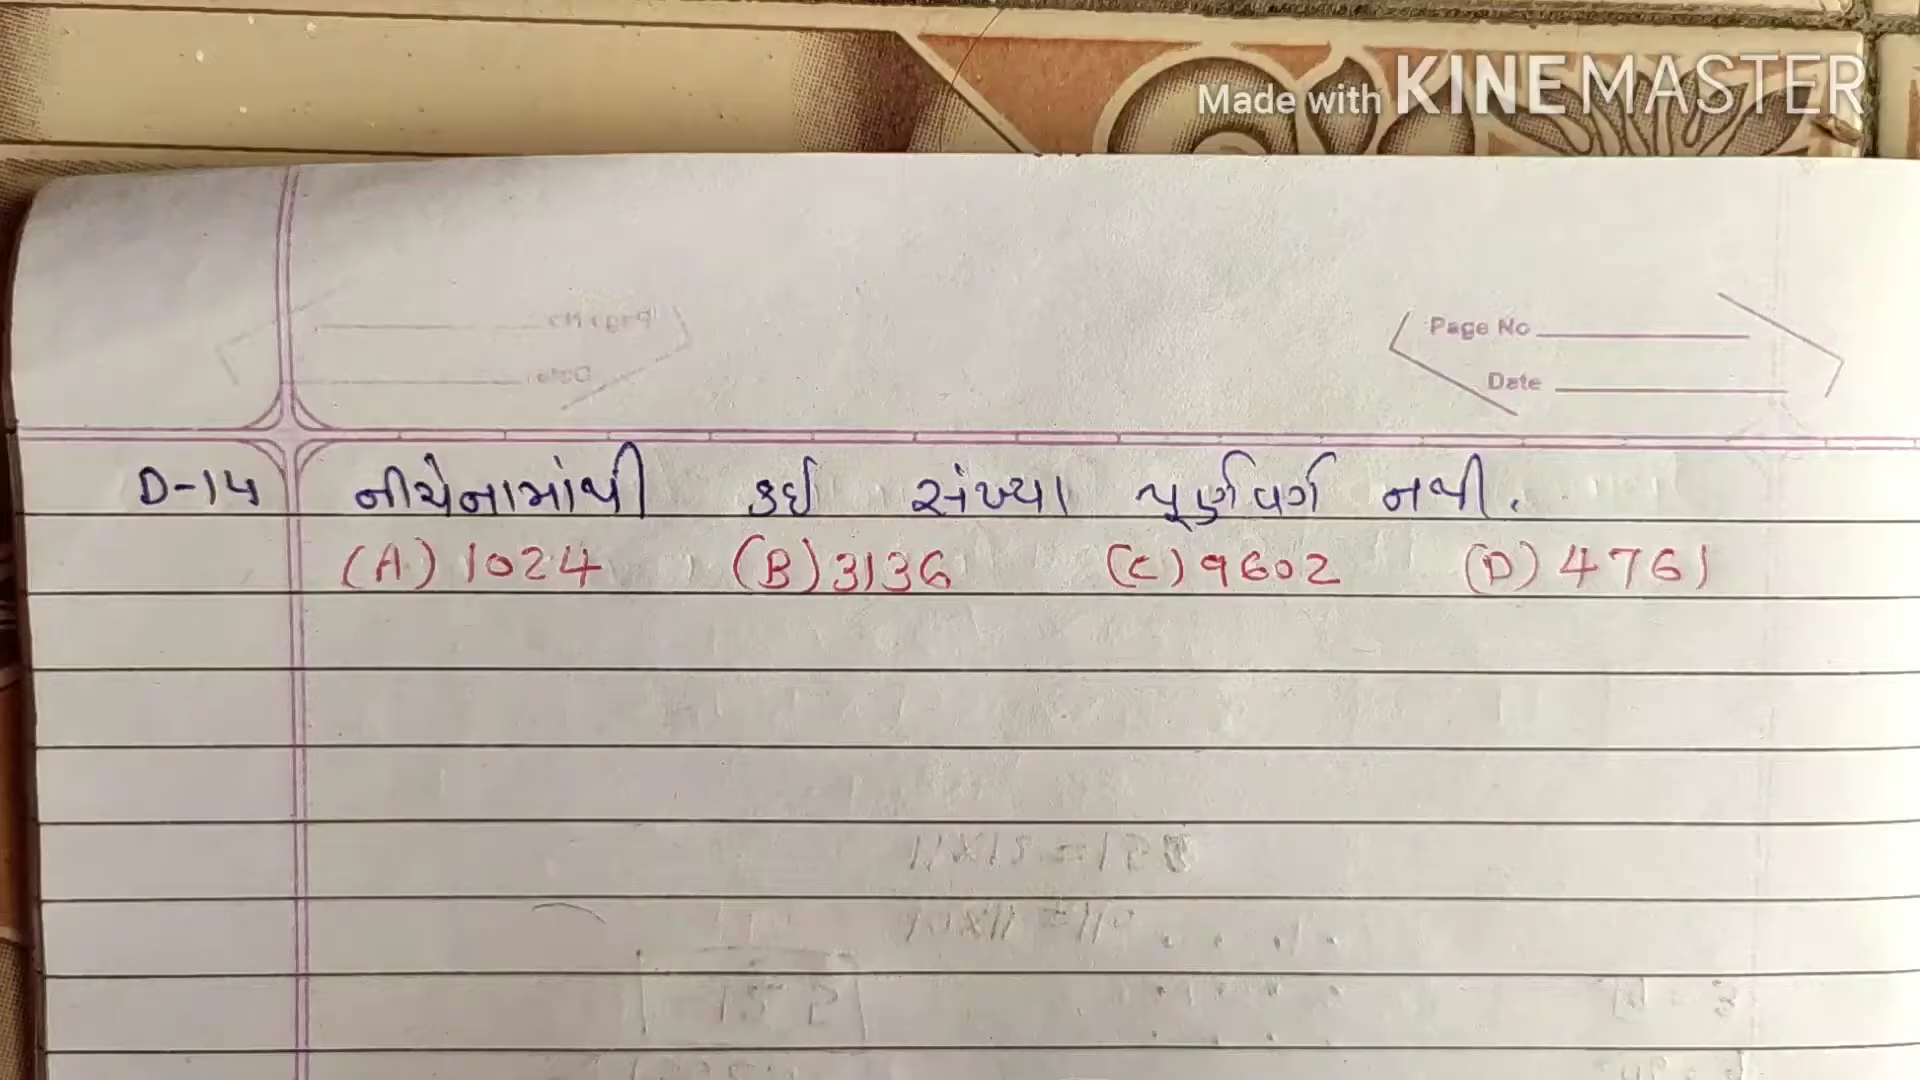 Made with KINEMASTER
Page No
Date
D-14 નીચેનામાંથી કઈ સંખ્યા પૂર્ણવર્ગ નથી.
(A) 1024 (B) 3136 (C) 9602 (D) 4761